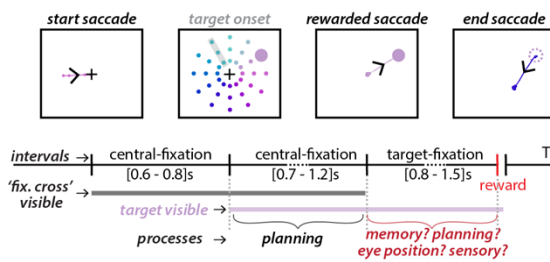 start saccade
target onset
rewarded saccade
end saccade
intervals
central-fixation
central-fixation
target-fixation
T
[0.6 - 0.8]s
[0.7 - 1.2]s
[0.8 - 1.5]s
reward
'fix. cross'
visible
target visible
processes
planning
memory? planning?
eye position? sensory?